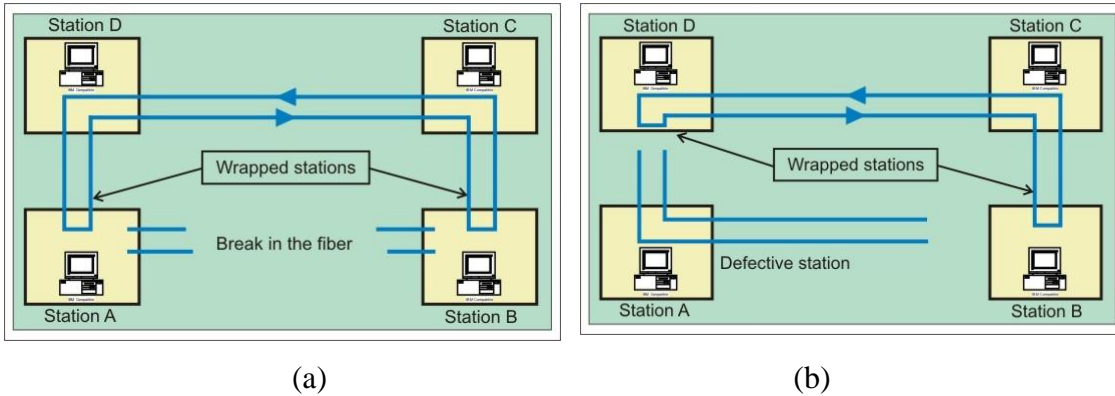 Station D
Station C
Wrapped stations
Break in the fiber
Station A
Station B
(a)
Station D
Station C
Wrapped stations
Defective station
Station A
Station B
(b)